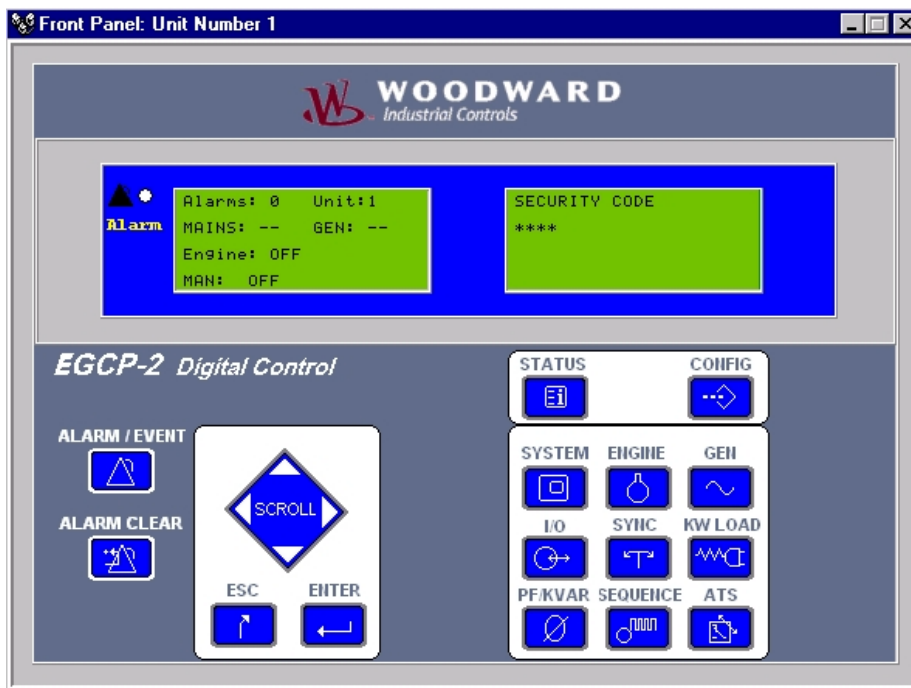 Front Panel: Unit Number 1
WOODWARD
Industrial Controls
Alarm
Alarms: 0 Unit:1
MAINS: -- GEN: --
Engine: OFF
MAN: OFF
SECURITY CODE
****
EGCP-2 Digital Control
STATUS CONFIG
ALARM / EVENT
ALARM CLEAR
SCROLL
ESC ENTER
SYSTEM ENGINE GEN
I/O SYNC KW LOAD
PF/KVAR SEQUENCE ATS